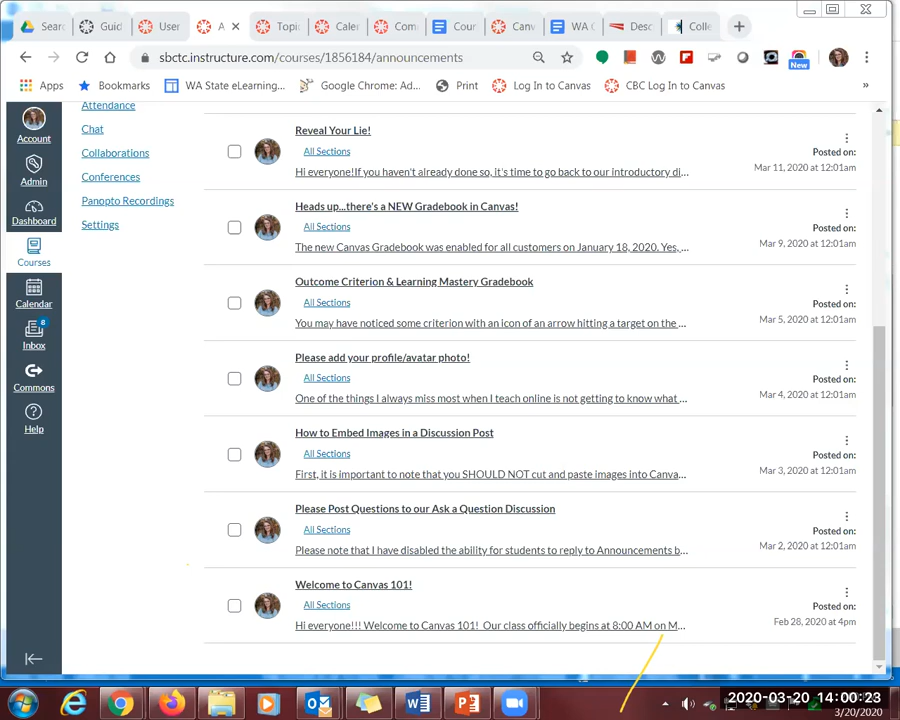 Sear
Guid
User
A
Topi
Cale
Com
Cour
Canv
WA C
Desc
Colle
sbctc.instructure.com/courses/1856184/announcements
New
Apps
Bookmarks
WA State eLearning...
Google Chrome: Ad...
Print
Log In to Canvas
CBC Log In to Canvas
»
Account
Admin
Dashboard
Courses
Calendar
6
Inbox
Commons
Help
Attendance
Chat
Collaborations
Conferences
Panopto Recordings
Settings
Reveal Your Lie!
All Sections
Hi everyone!If you haven't already done so, it's time to go back to our introductory di...
Posted on:
Mar 11, 2020 at 12:01am
Heads up...there's a NEW Gradebook in Canvas!
All Sections
The new Canvas Gradebook was enabled for all customers on January 18, 2020. Yes, ...
Posted on:
Mar 9, 2020 at 12:01am
Outcome Criterion & Learning Mastery Gradebook
All Sections
You may have noticed some criterion with an icon of an arrow hitting a target on the ...
Posted on:
Mar 5, 2020 at 12:01am
Please add your profile/avatar photo!
All Sections
One of the things I always miss most when I teach online is not getting to know what ...
Posted on:
Mar 4, 2020 at 12:01am
How to Embed Images in a Discussion Post
All Sections
First, it is important to note that you SHOULD NOT cut and paste images into Canva...
Posted on:
Mar 3, 2020 at 12:01am
Please Post Questions to our Ask a Question Discussion
All Sections
Please note that I have disabled the ability for students to reply to Announcements b...
Posted on:
Mar 2, 2020 at 12:01am
Welcome to Canvas 101!
All Sections
Hi everyone!!! Welcome to Canvas 101! Our class officially begins at 8:00 AM on M...
Posted on:
Feb 28, 2020 at 4pm
2020-03-20 14:00:23
3/20/2020